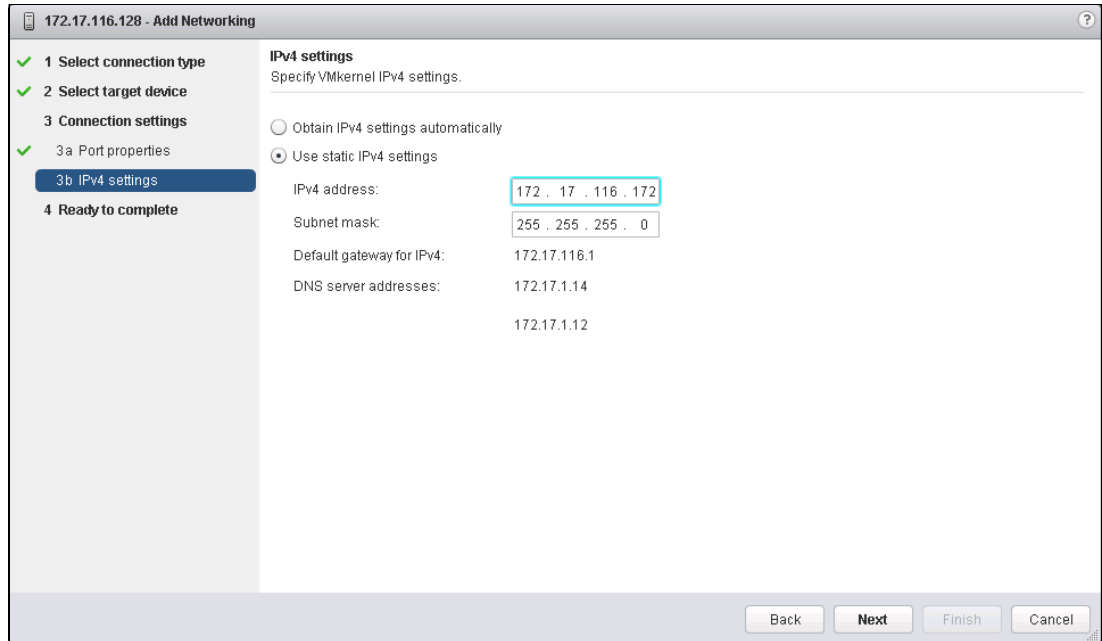 172.17.116.128 - Add Networking
?
1 Select connection type
2 Select target device
3 Connection settings
3a Port properties
3b IPv4 settings
4 Ready to complete
IPv4 settings
Specify VMkernel IPv4 settings.
Obtain IPv4 settings automatically
Use static IPv4 settings
IPv4 address: 172 . 17 . 116 . 172
Subnet mask: 255 . 255 . 255 . 0
Default gateway for IPv4: 172.17.116.1
DNS server addresses: 172.17.1.14
172.17.1.12
Back Next Finish Cancel